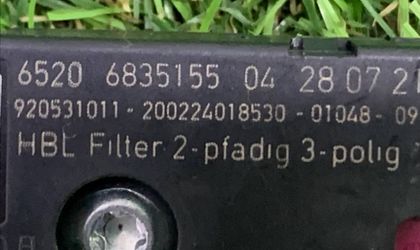 6520 6835155 04 28 07 21
920531011-200224018530-01048-09
HBL Filter 2-pfadig 3-polig